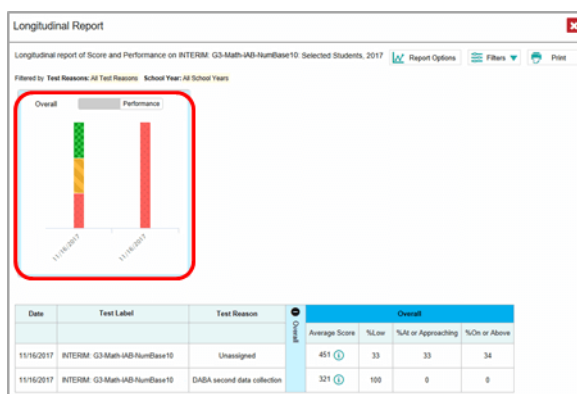 Longitudinal Report
Longitudinal report of Score and Performance on INTERIM: G3-Math-IAB-NumBase10: Selected Students, 2017 Report Options Filters Print
Filtered by Test Reasons: All Test Reasons School Year: All School Years
Overall Performance
11/16/2017 11/16/2017
Date Test Label Test Reason Overall Overall
Average Score %Low %At or Approaching %On or Above
11/16/2017 INTERIM: G3-Math-IAB-NumBase10 Unassigned 451 33 33 34
11/16/2017 INTERIM: G3-Math-IAB-NumBase10 DABA second data collection 321 100 0 0